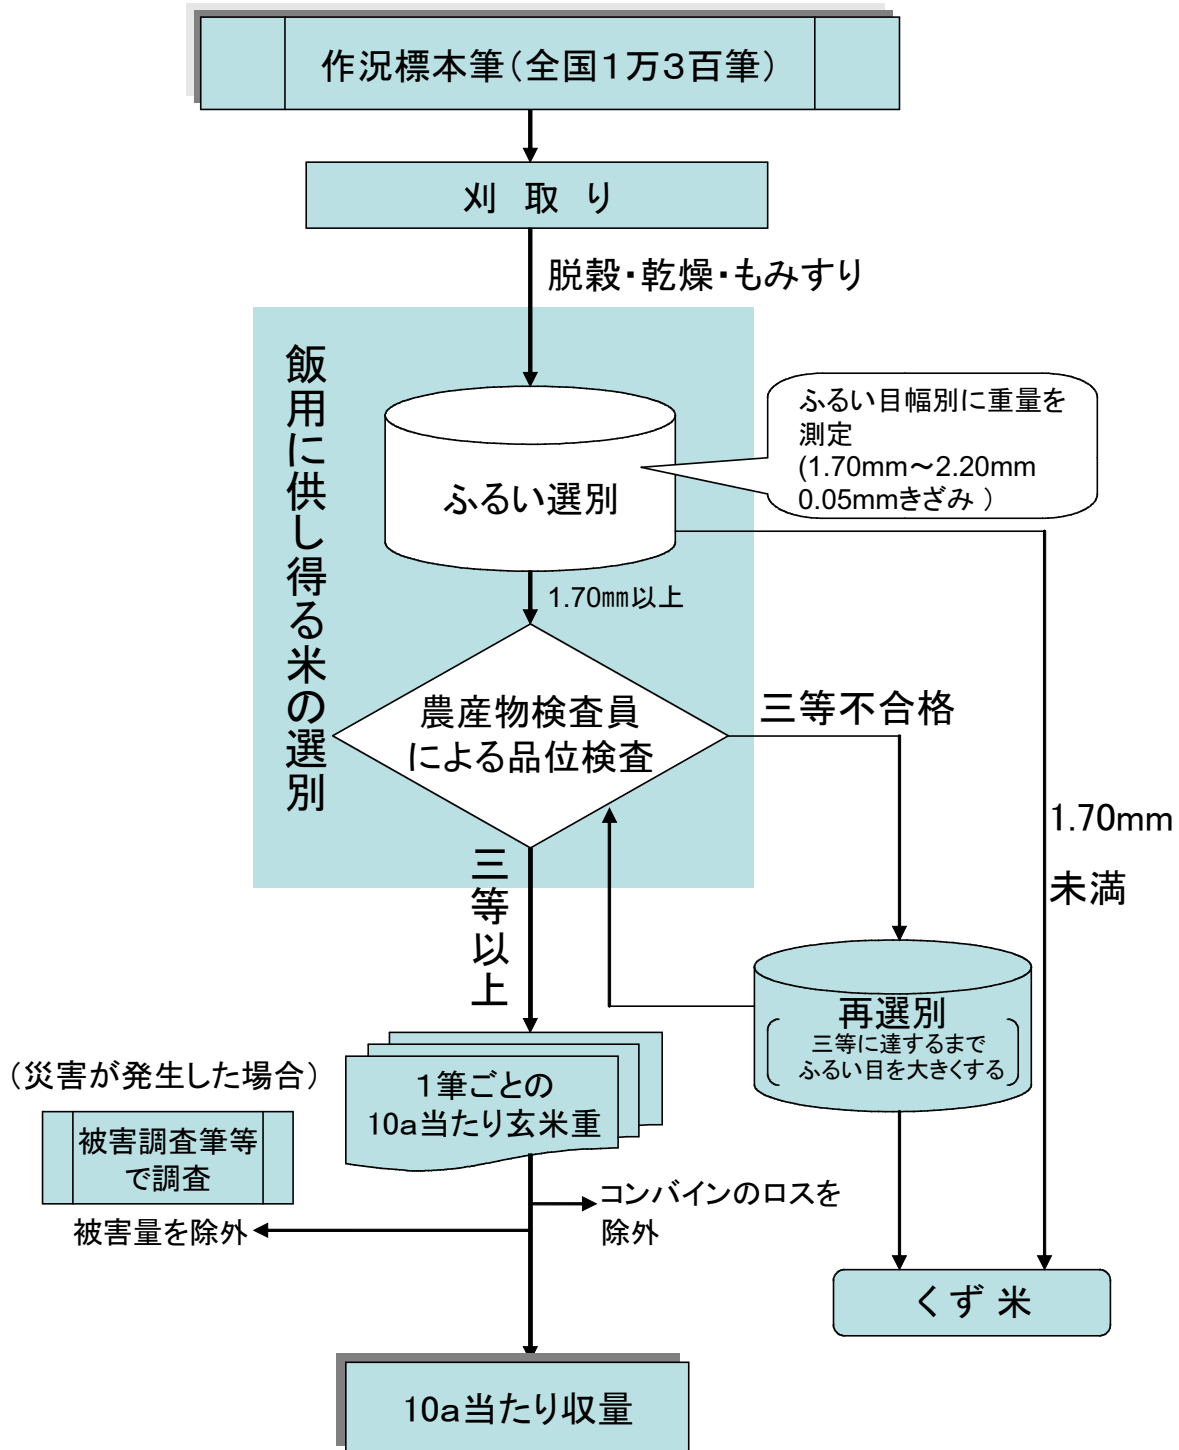 作況標本筆（全国１万３百筆）
刈 取 り
脱穀・乾燥・もみすり
飯用に供し得る米の選別
ふるい目幅別に重量を
測定
(1.70mm～2.20mm
0.05mmきざみ ）
ふるい選別
1.70㎜以上
農産物検査員
による品位検査
三等不合格
1.70mm
未満
三等以上
再選別
三等に達するまで
ふるい目を大きくする
（災害が発生した場合）
１筆ごとの
10a当たり玄米重
被害調査筆等
で調査
コンバインのロスを
除外
被害量を除外
くず 米
10a当たり収量